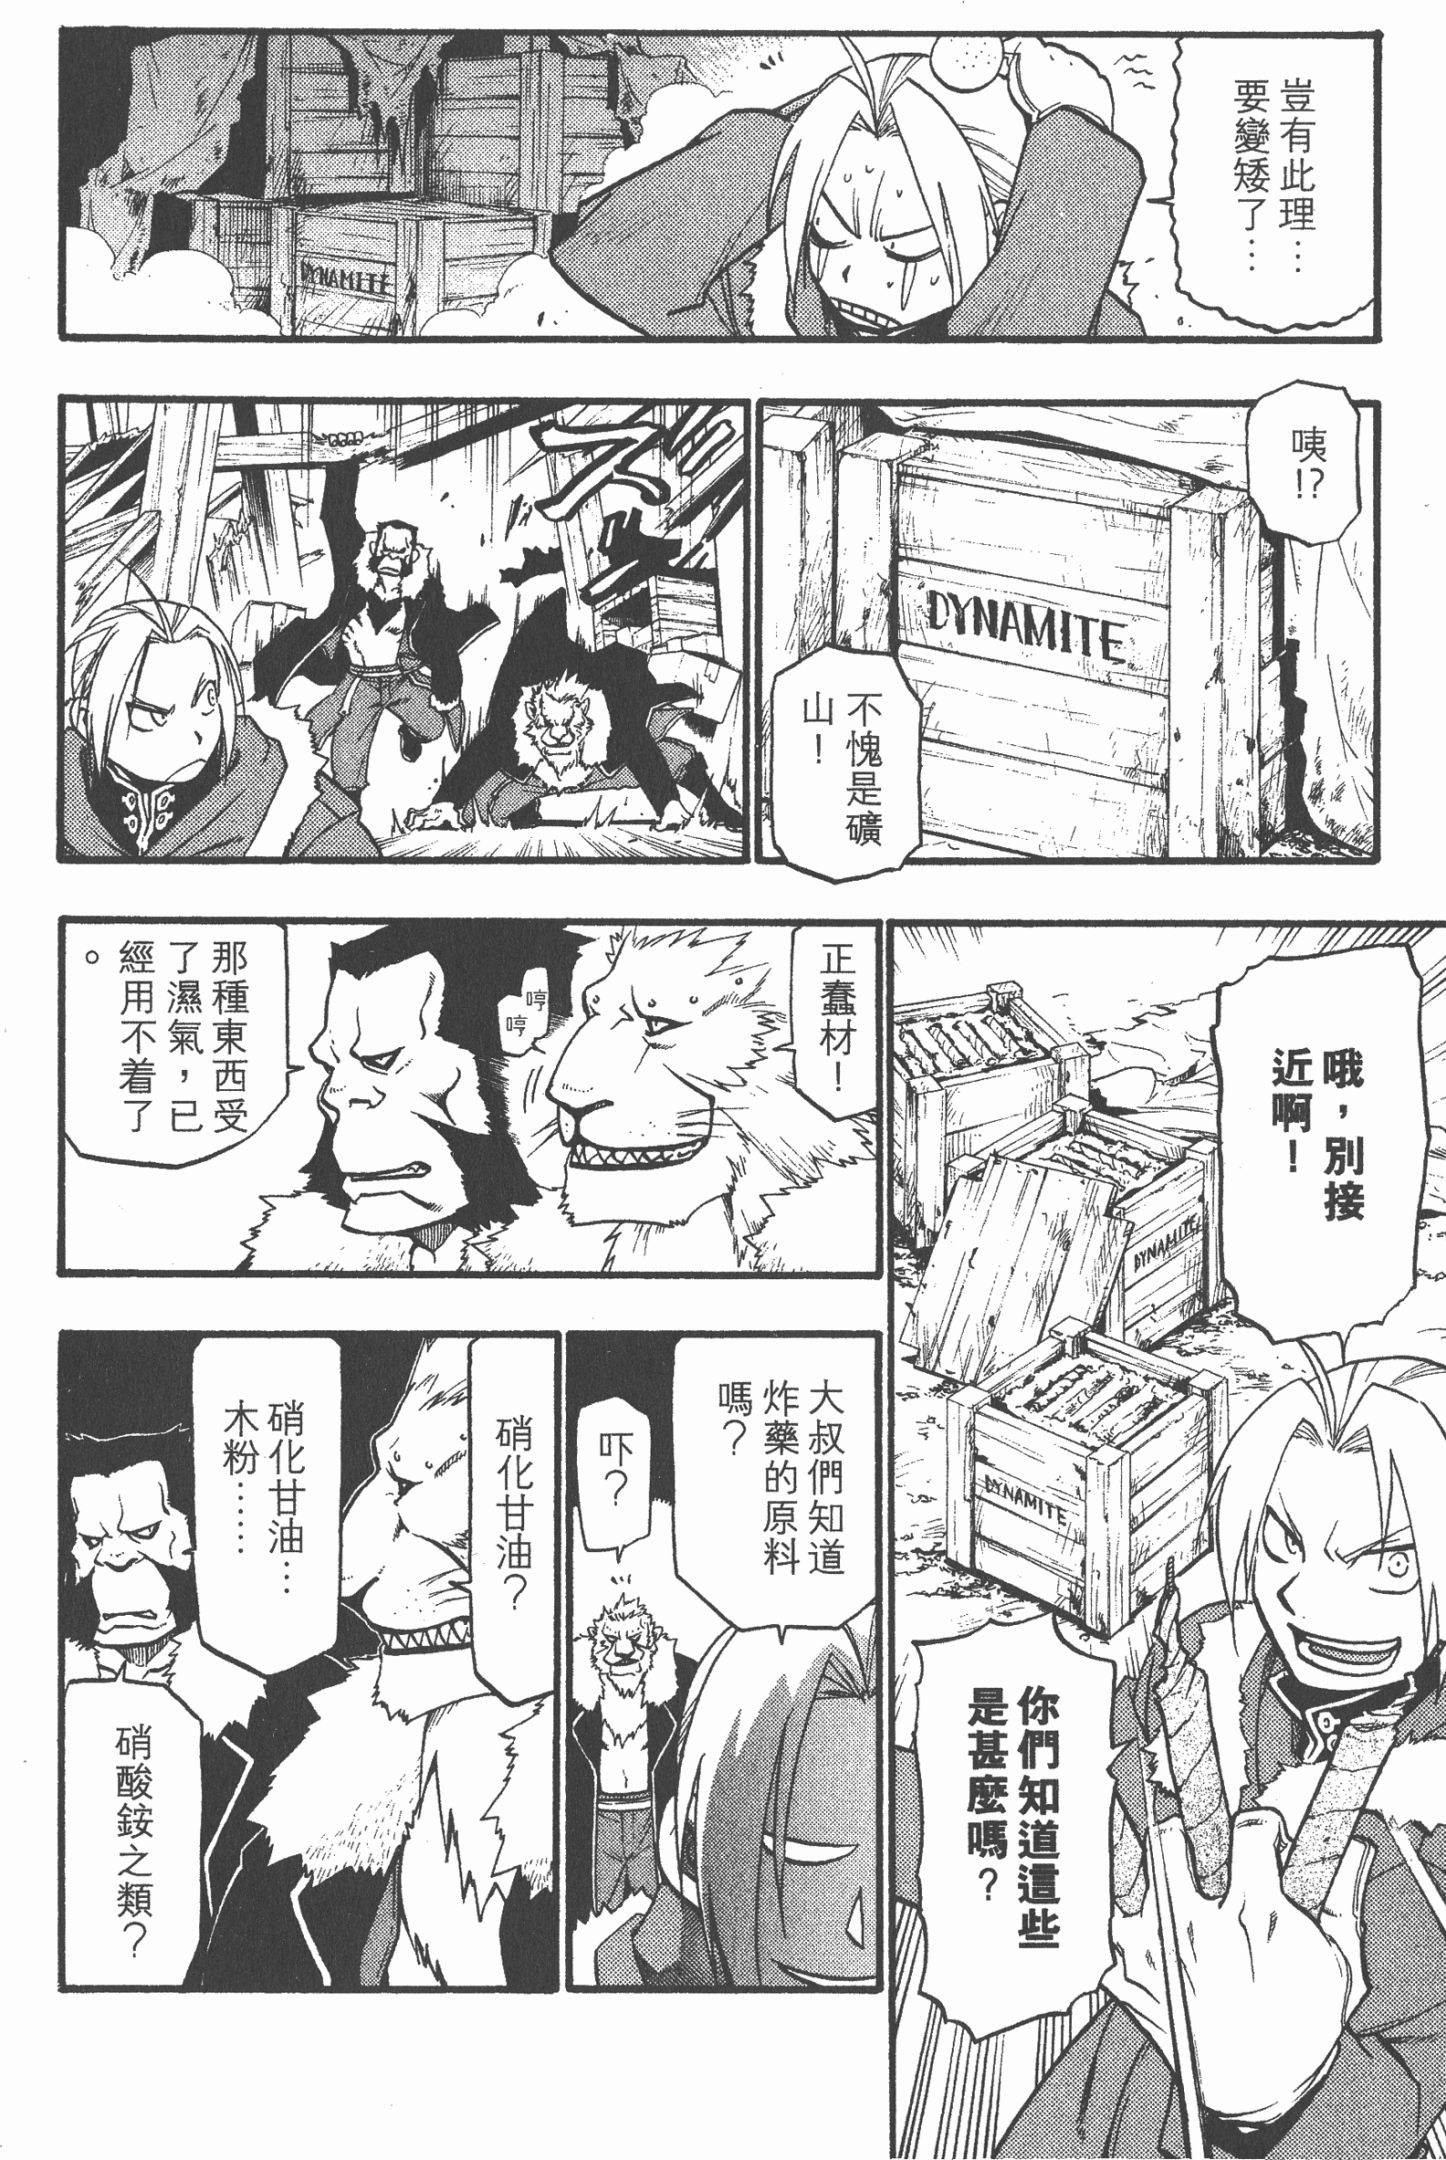 豈有此理…
要變矮了…
DYNAMITE
咦!?
DYNAMITE
不愧是礦
山！
哦，別接
近啊！
DYNAMITE
DYNAMITE
你們知道這些
是甚麼嗎？
正蠢材！
哼
哼
那種東西受
了濕氣，已
經用不着了
。
大叔們知道
炸藥的原料
嗎？
吓？
硝化甘油？
硝化甘油…
木粉……
硝酸銨之類？